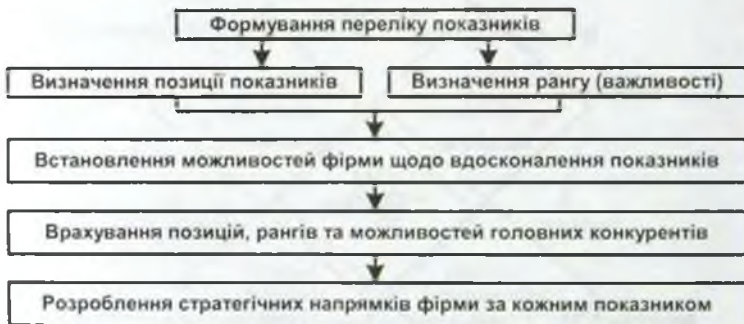 Формування переліку показників
Визначення позиції показників
Визначення рангу (важливості)
Встановлення можливостей фірми щодо вдосконалення показників
Врахування позицій, рангів та можливостей головних конкурентів
Розроблення стратегічних напрямків фірми за кожним показником